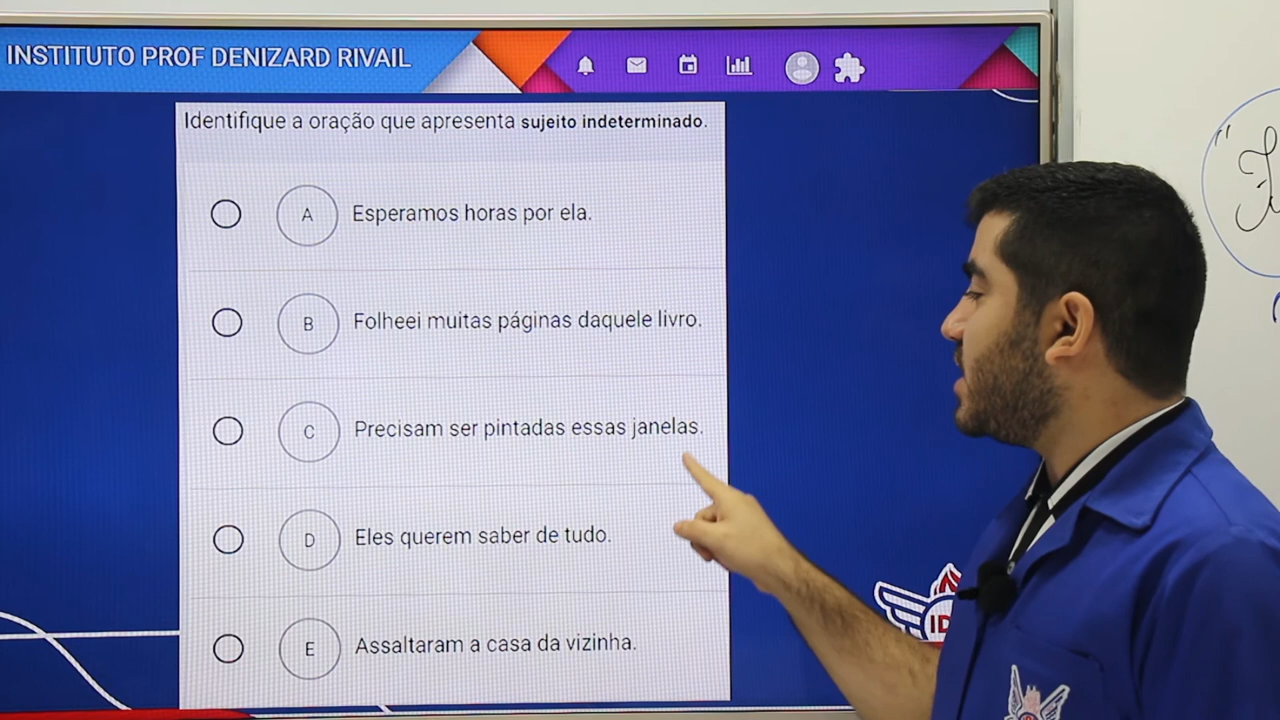 INSTITUTO PROF DENIZARD RIVAIL
Identifique a oração que apresenta sujeito indeterminado.
A Esperamos horas por ela.
B Folheei muitas páginas daquele livro.
C Precisam ser pintadas essas janelas.
D Eles querem saber de tudo.
E Assaltaram a casa da vizinha.